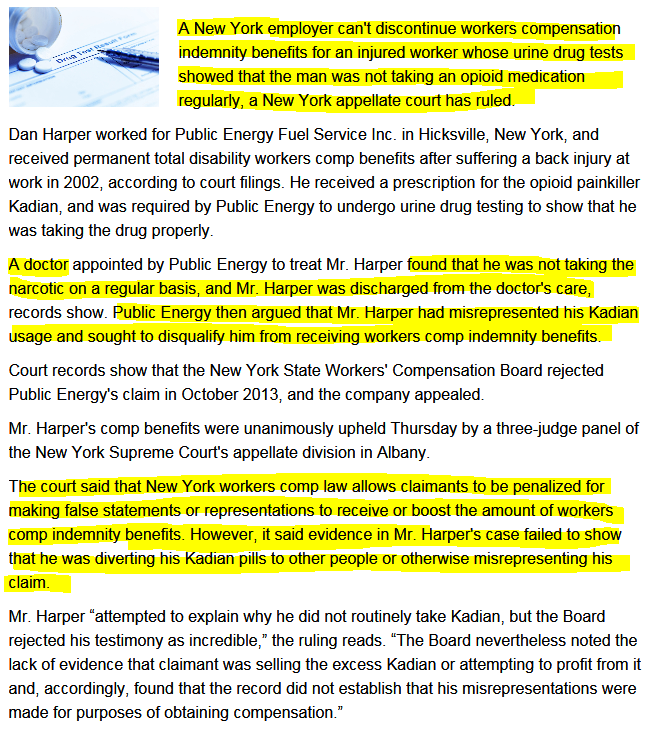 Drug Test Result Form
A New York employer can't discontinue workers compensation
indemnity benefits for an injured worker whose urine drug tests
showed that the man was not taking an opioid medication
regularly, a New York appellate court has ruled.
Dan Harper worked for Public Energy Fuel Service Inc. in Hicksville, New York, and
received permanent total disability workers comp benefits after suffering a back injury at
work in 2002, according to court filings. He received a prescription for the opioid painkiller
Kadian, and was required by Public Energy to undergo urine drug testing to show that he
was taking the drug properly.
A doctor appointed by Public Energy to treat Mr. Harper found that he was not taking the
narcotic on a regular basis, and Mr. Harper was discharged from the doctor's care,
records show. Public Energy then argued that Mr. Harper had misrepresented his Kadian
usage and sought to disqualify him from receiving workers comp indemnity benefits.
Court records show that the New York State Workers' Compensation Board rejected
Public Energy's claim in October 2013, and the company appealed.
Mr. Harper's comp benefits were unanimously upheld Thursday by a three-judge panel of
the New York Supreme Court's appellate division in Albany.
The court said that New York workers comp law allows claimants to be penalized for
making false statements or representations to receive or boost the amount of workers
comp indemnity benefits. However, it said evidence in Mr. Harper's case failed to show
that he was diverting his Kadian pills to other people or otherwise misrepresenting his
claim.
Mr. Harper “attempted to explain why he did not routinely take Kadian, but the Board
rejected his testimony as incredible,” the ruling reads. “The Board nevertheless noted the
lack of evidence that claimant was selling the excess Kadian or attempting to profit from it
and, accordingly, found that the record did not establish that his misrepresentations were
made for purposes of obtaining compensation.”